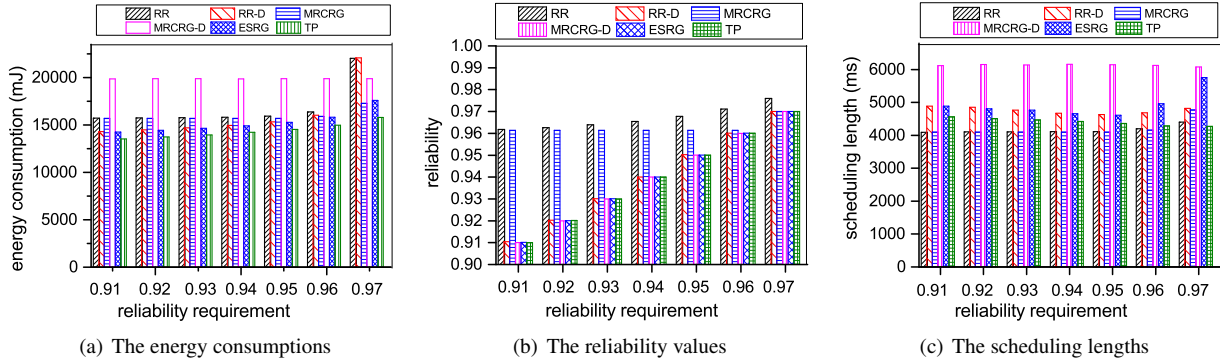 RR RR-D MRCRG
MRCRG-D ESRG TP
20000
15000
10000
5000
0
energy consumption (mJ)
0.91 0.92 0.93 0.94 0.95 0.96 0.97
reliability requirement
(a) The energy consumptions
RR RR-D MRCRG
MRCRG-D ESRG TP
1.00
0.99
0.98
0.97
0.96
0.95
0.94
0.93
0.92
0.91
0.90
reliability
0.91 0.92 0.93 0.94 0.95 0.96 0.97
reliability requirement
(b) The reliability values
RR RR-D MRCRG
MRCRG-D ESRG TP
6000
5000
4000
3000
2000
1000
0
scheduling length (ms)
0.91 0.92 0.93 0.94 0.95 0.96 0.97
reliability requirement
(c) The scheduling lengths